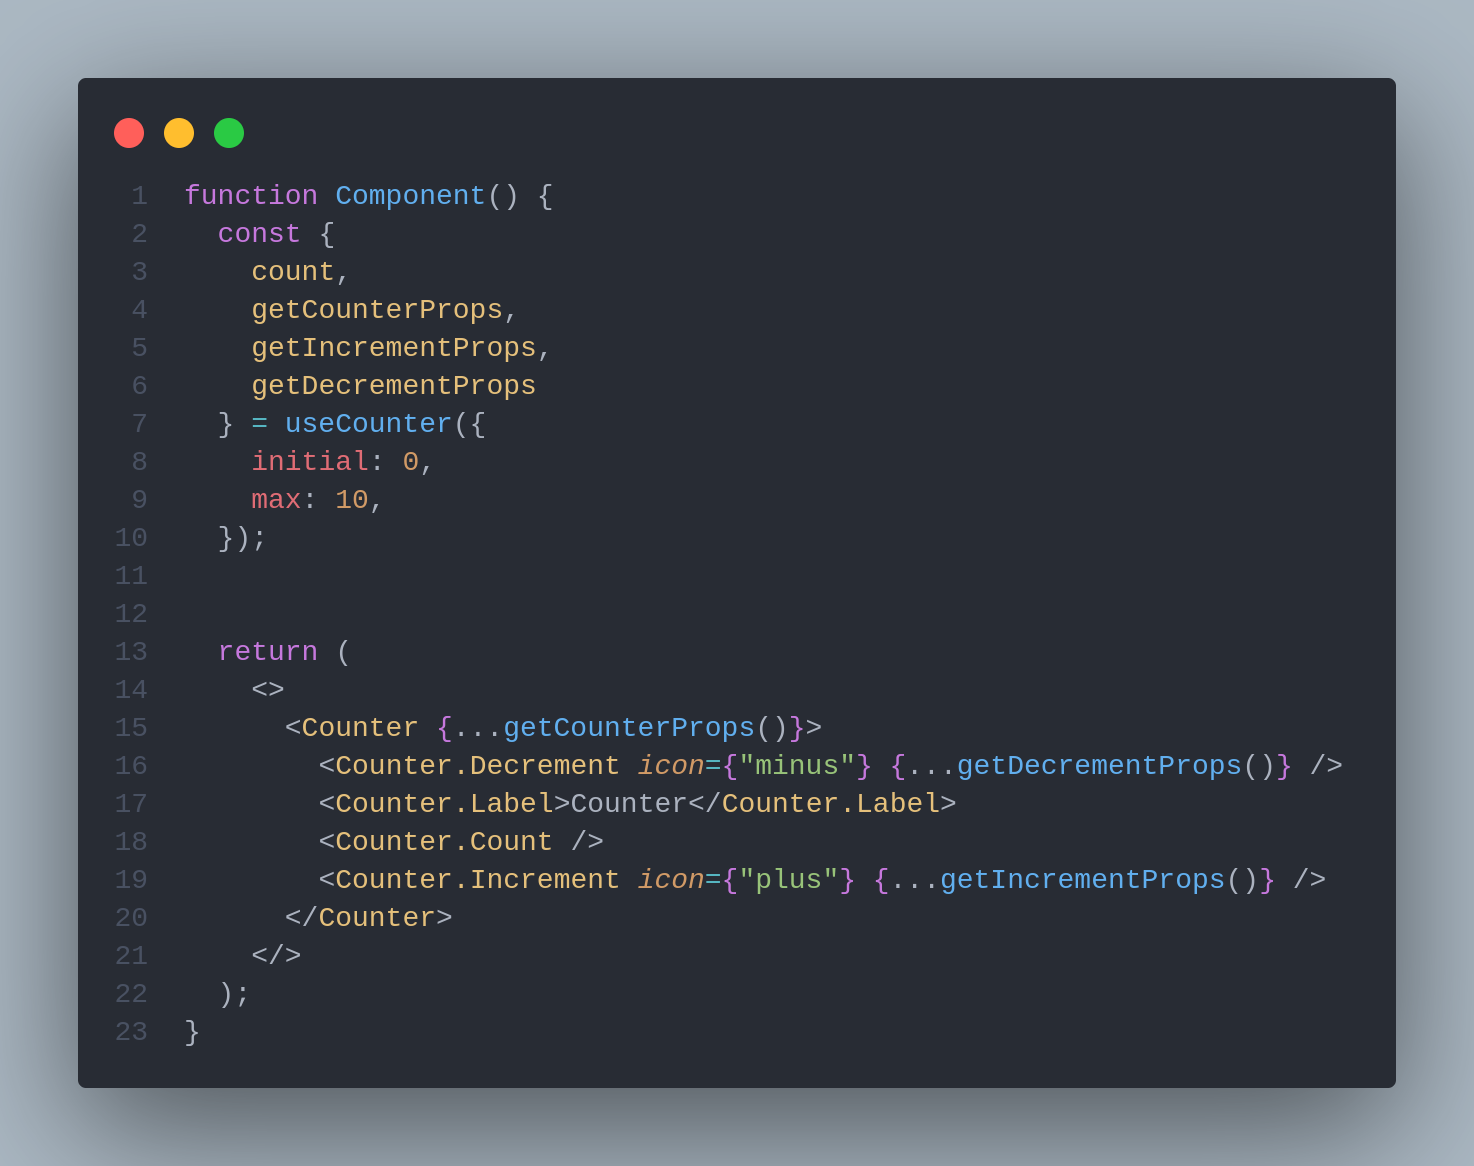 1 function Component() {
2   const {
3     count,
4     getCounterProps,
5     getIncrementProps,
6     getDecrementProps
7   } = useCounter({
8     initial: 0,
9     max: 10,
10   });
11
12
13   return (
14     <>
15       <Counter {...getCounterProps()}>
16         <Counter.Decrement icon={"minus"} {...getDecrementProps()} />
17         <Counter.Label>Counter</Counter.Label>
18         <Counter.Count />
19         <Counter.Increment icon={"plus"} {...getIncrementProps()} />
20       </Counter>
21     </>
22   );
23 }